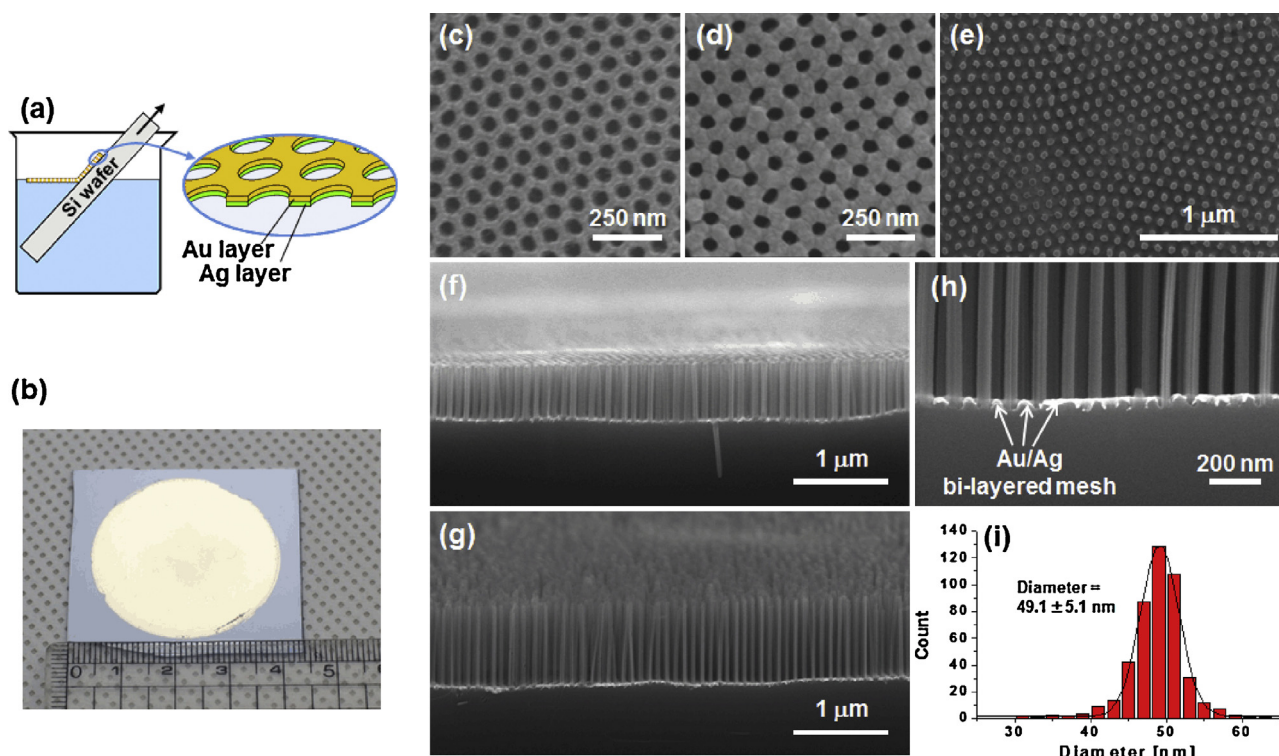 (a)
Si wafer
Au layer
Ag layer
(b)
0 1 2 3 4 5 6
(c)
250 nm
(d)
250 nm
(e)
1 μm
(f)
1 μm
(g)
1 μm
(h)
Au/Ag
bi-layered mesh
200 nm
(i)
Diameter =
49.1 ± 5.1 nm
Count
140
120
100
80
60
40
20
0
30 40 50 60
Diameter [nm]